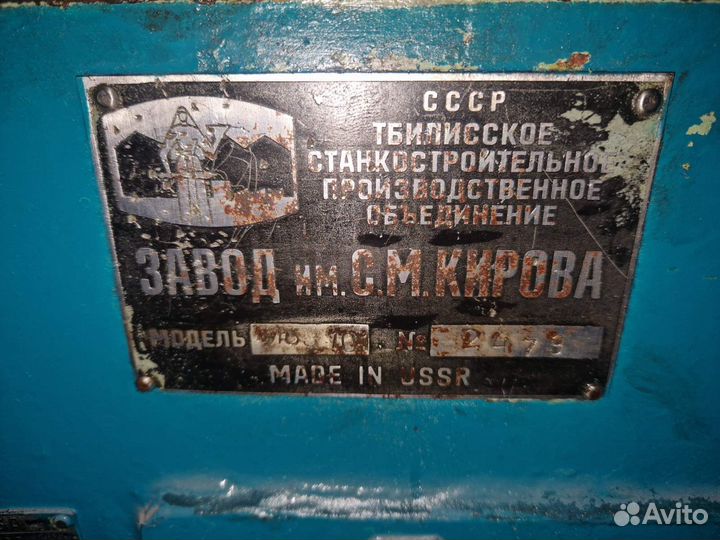 СССР
ТБИЛИССКОЕ
СТАНКОСТРОИТЕЛЬНОЕ
ПРОИЗВОДСТВЕННОЕ
ОБЪЕДИНЕНИЕ
ЗАВОД ИМ. С.М.КИРОВА
МОДЕЛЬ №
MADE IN USSR
Avito